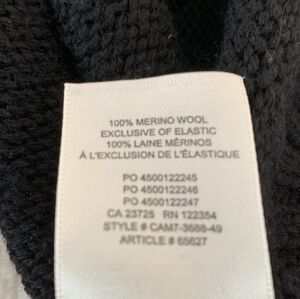 100% MERINO WOOL
EXCLUSIVE OF ELASTIC
100% LAINE MÉRINOS
À L'EXCLUSION DE L'ÉLASTIQUE
PO 4500122245
PO 4500122246
PO 4500122247
CA 23725 RN 122354
STYLE # CAM7-3688-49
ARTICLE # 65627